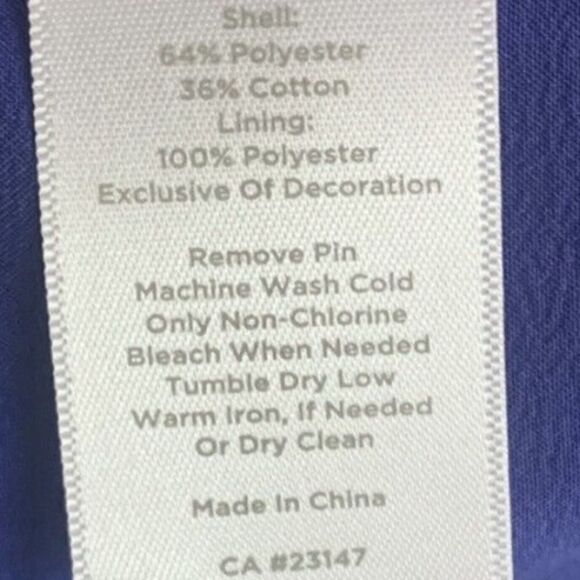 Shell:
64% Polyester
36% Cotton
Lining:
100% Polyester
Exclusive Of Decoration
Remove Pin
Machine Wash Cold
Only Non-Chlorine
Bleach When Needed
Tumble Dry Low
Warm Iron, If Needed
Or Dry Clean
Made In China
CA #23147